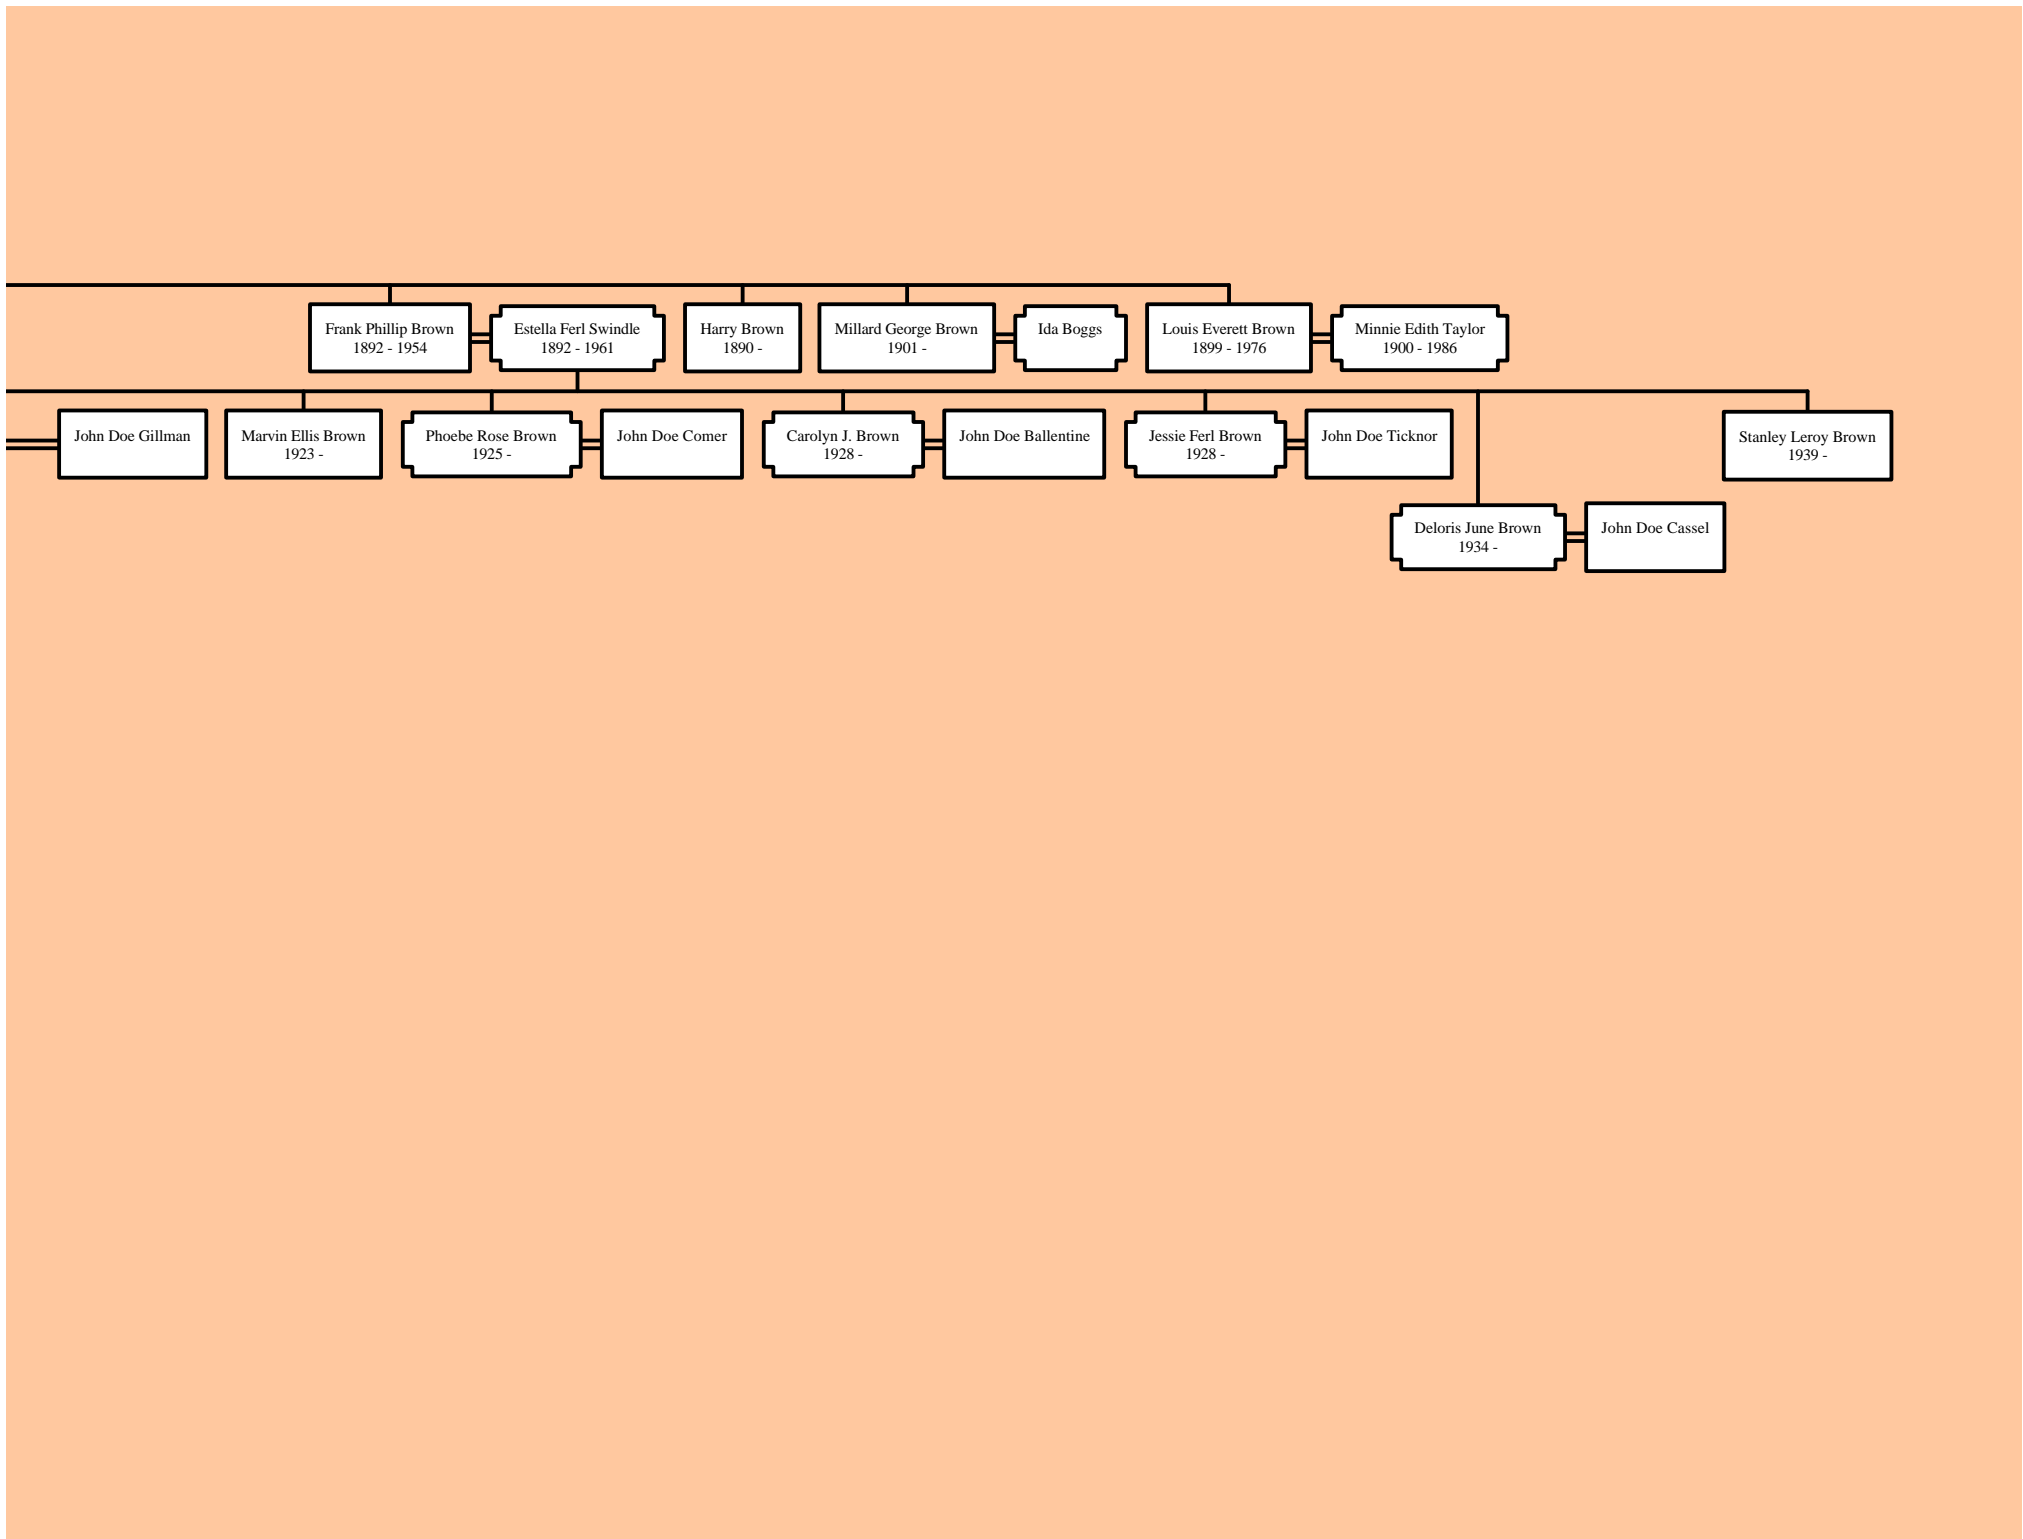 Frank Phillip Brown
1892 - 1954
Estella Ferl Swindle
1892 - 1961
Harry Brown
1890 -
Millard George Brown
1901 -
Ida Boggs
Louis Everett Brown
1899 - 1976
Minnie Edith Taylor
1900 - 1986
John Doe Gillman
Marvin Ellis Brown
1923 -
Phoebe Rose Brown
1925 -
John Doe Comer
Carolyn J. Brown
1928 -
John Doe Ballentine
Jessie Ferl Brown
1928 -
John Doe Ticknor
Stanley Leroy Brown
1939 -
Deloris June Brown
1934 -
John Doe Cassel